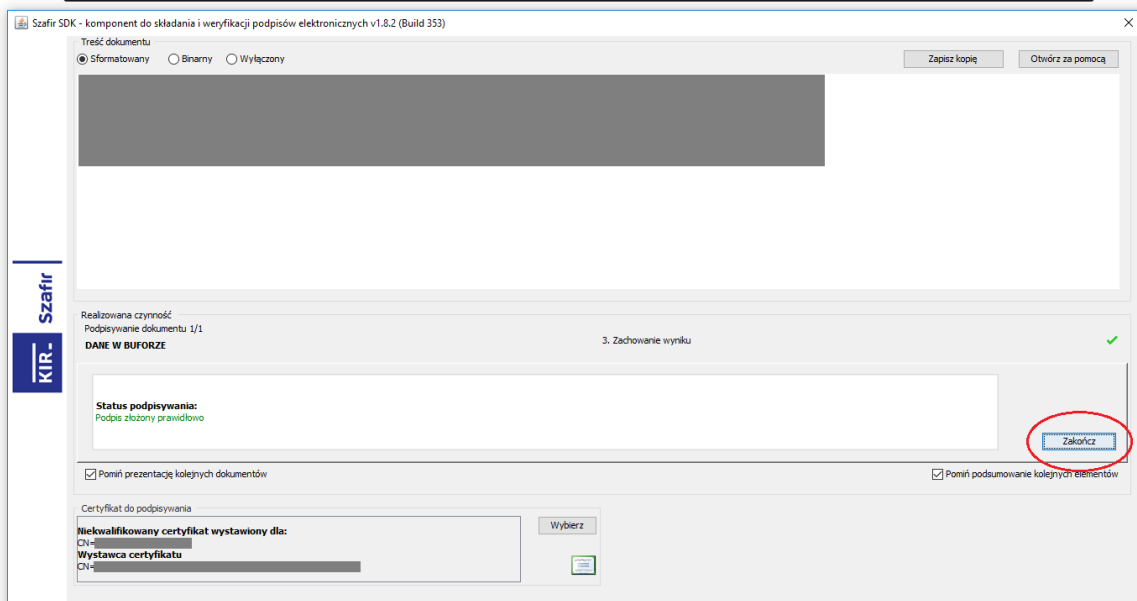 Szafir SDK - komponent do składania i weryfikacji podpisów elektronicznych v1.8.2 (Build 353)
Treść dokumentu
Sformatowany Binarny Wyłączony Zapisz kopię Otwórz za pomocą
Szafir
KIR
Realizowana czynność
Podpisywanie dokumentu 1/1
DANE W BUFORZE
3. Zachowanie wyniku
Status podpisywania:
Podpis złożony prawidłowo
Zakończ
Pomiń prezentację kolejnych dokumentów Pomiń podsumowanie kolejnych elementów
Certyfikat do podpisywania
Niekwalifikowany certyfikat wystawiony dla:
CN=
Wystawca certyfikatu
CN=
Wybierz